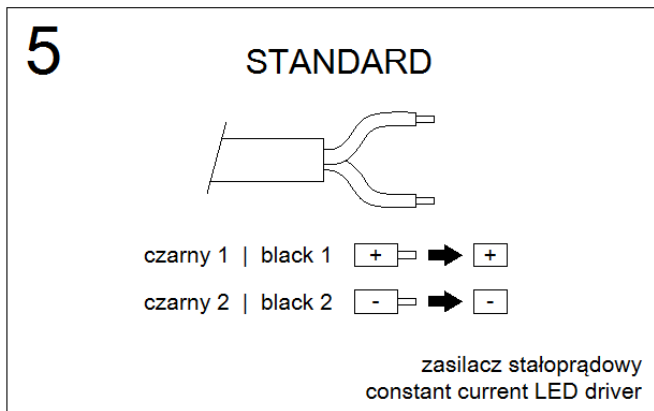 5
STANDARD
czarny 1 | black 1 + +
czarny 2 | black 2 - -
zasilacz stałoprądowy
constant current LED driver